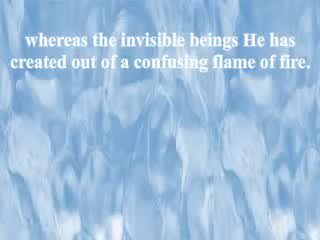 whereas the invisible beings He has
created out of a confusing flame of fire.